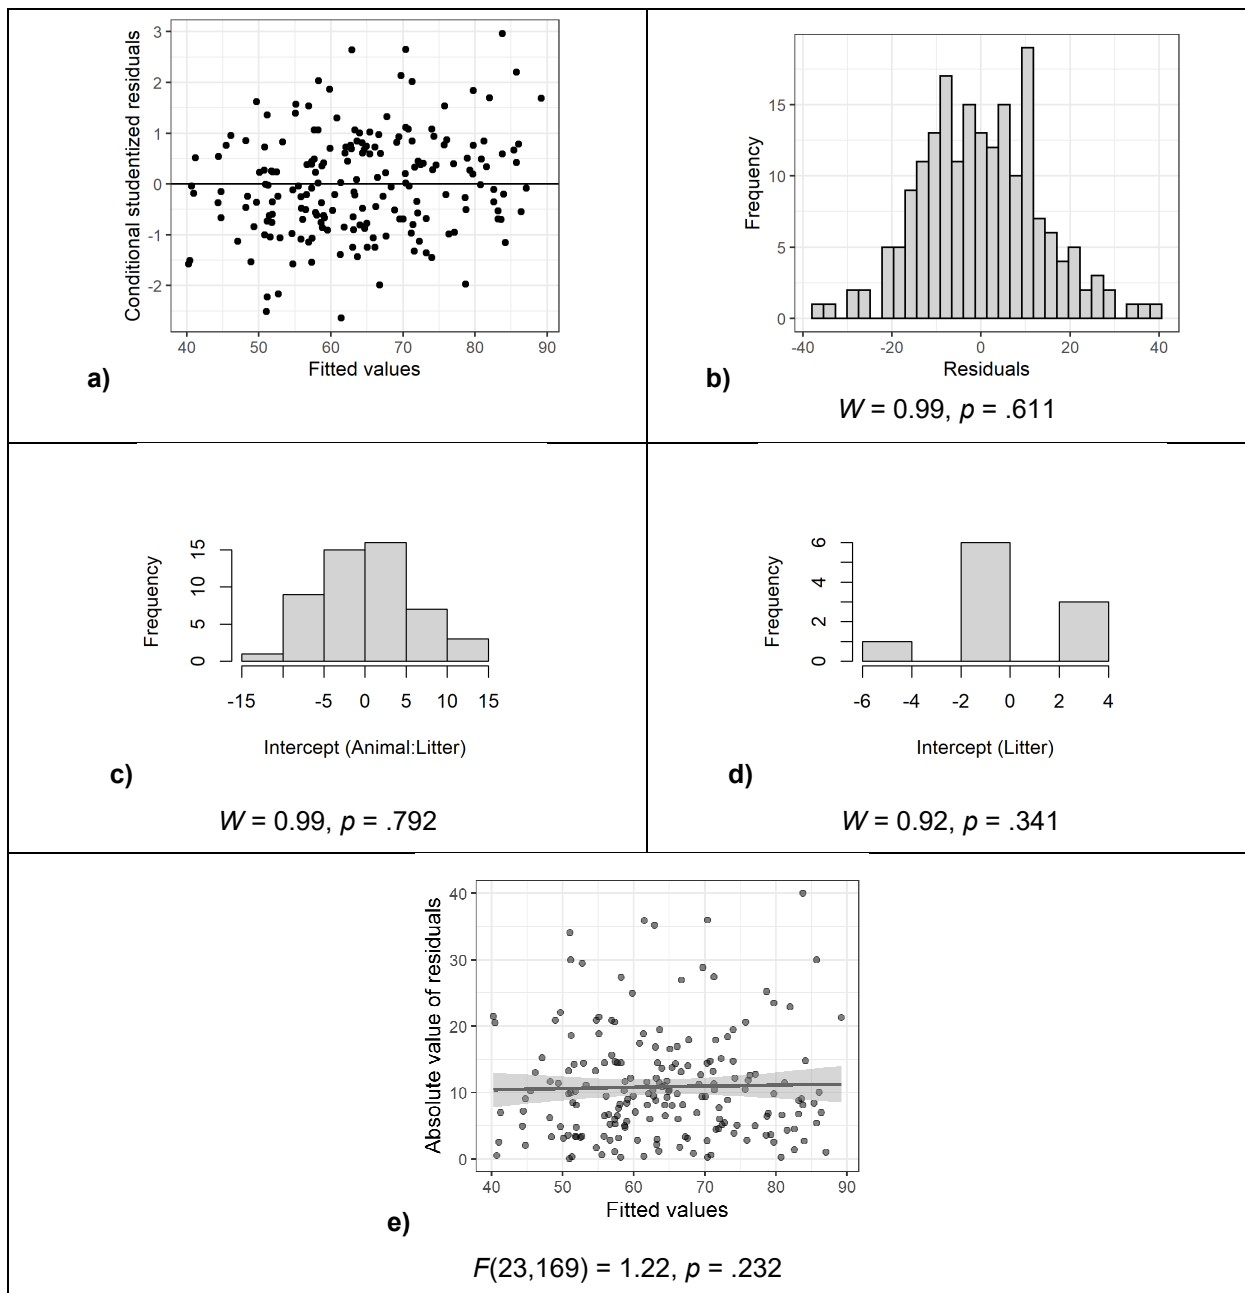 Conditional studentized residuals
3
2
1
0
-1
-2
40 50 60 70 80 90
Fitted values
a)
Frequency
15
10
5
0
-40 -20 0 20 40
Residuals
b)
W = 0.99, p = .611
Frequency
15
10
5
0
-15 -5 0 5 10 15
Intercept (Animal:Litter)
c)
W = 0.99, p = .792
Frequency
6
4
2
0
-6 -4 -2 0 2 4
Intercept (Litter)
d)
W = 0.92, p = .341
Absolute value of residuals
40
30
20
10
0
40 50 60 70 80 90
Fitted values
e)
F(23,169) = 1.22, p = .232